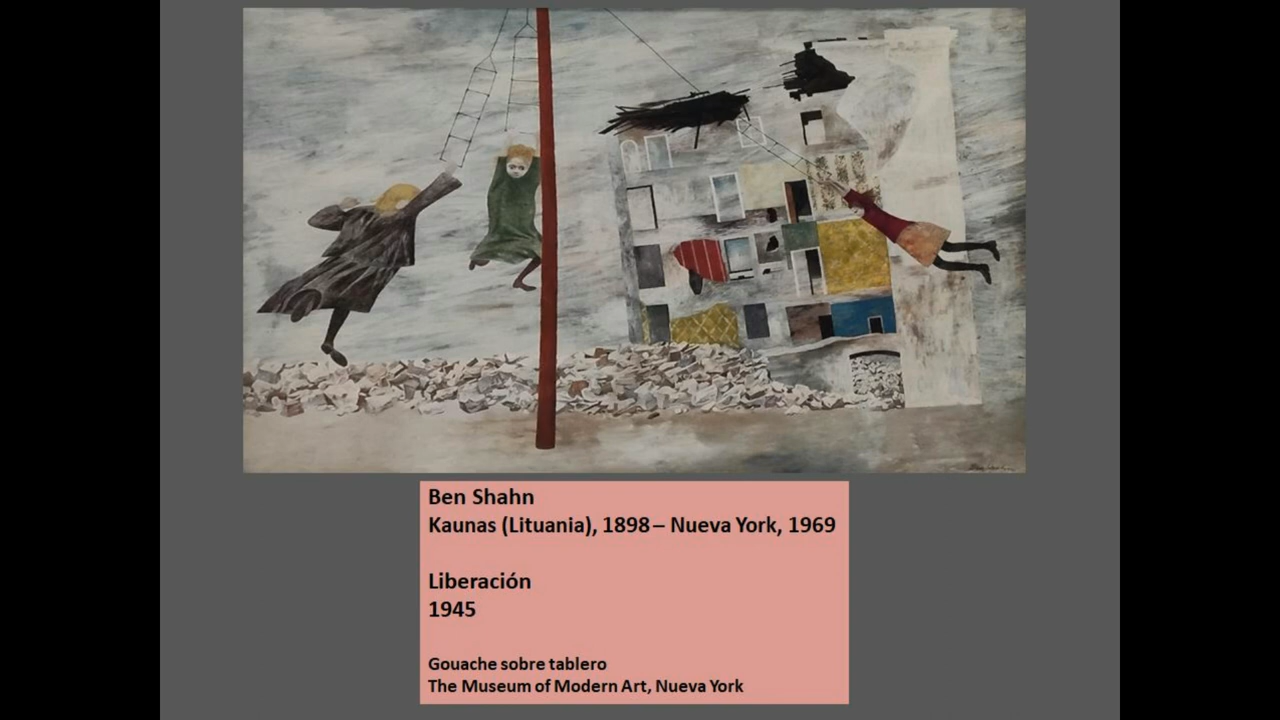 Ben Shahn
Kaunas (Lituania), 1898 – Nueva York, 1969
Liberación
1945
Gouache sobre tablero
The Museum of Modern Art, Nueva York